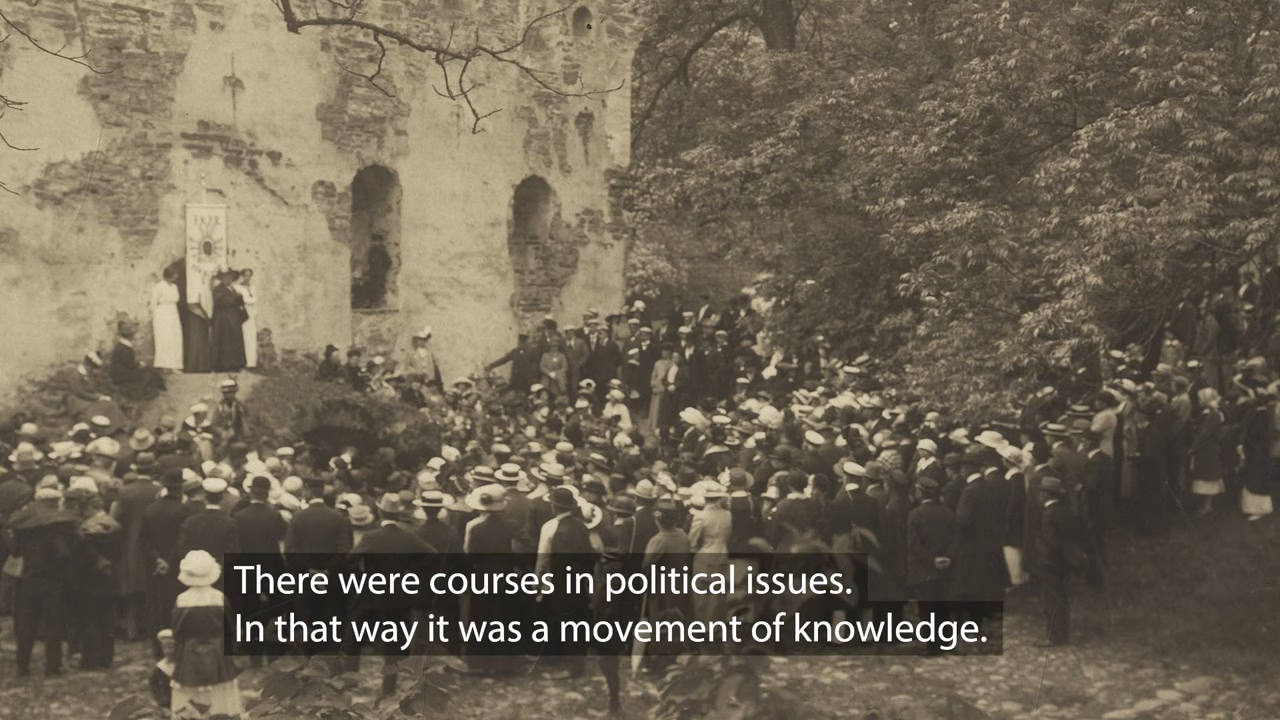 There were courses in political issues.
In that way it was a movement of knowledge.